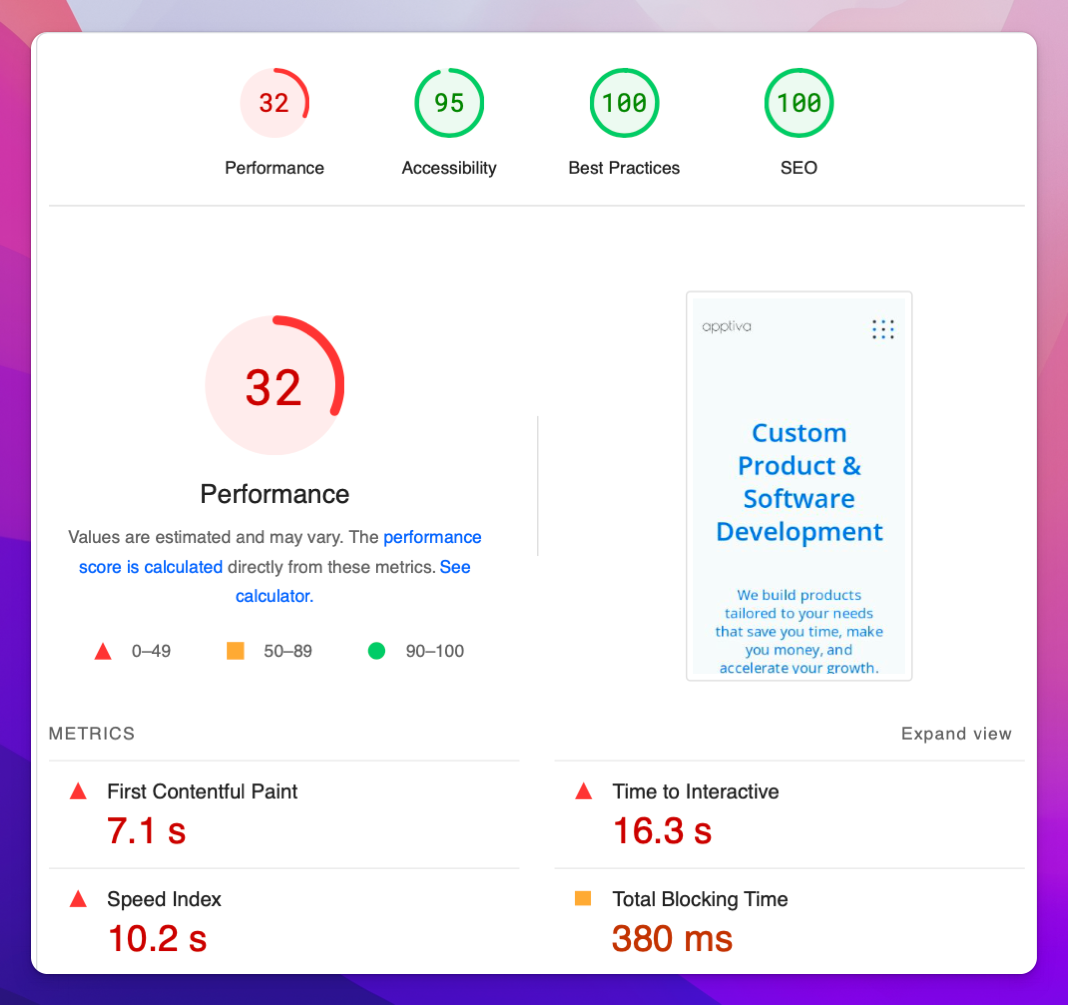 32
Performance
95
Accessibility
100
Best Practices
100
SEO
32
Performance
Values are estimated and may vary. The performance
score is calculated directly from these metrics. See
calculator.
0–49
50–89
90–100
apptiva
Custom
Product &
Software
Development
We build products
tailored to your needs
that save you time, make
you money, and
accelerate your growth.
METRICS
Expand view
First Contentful Paint
7.1 s
Time to Interactive
16.3 s
Speed Index
10.2 s
Total Blocking Time
380 ms